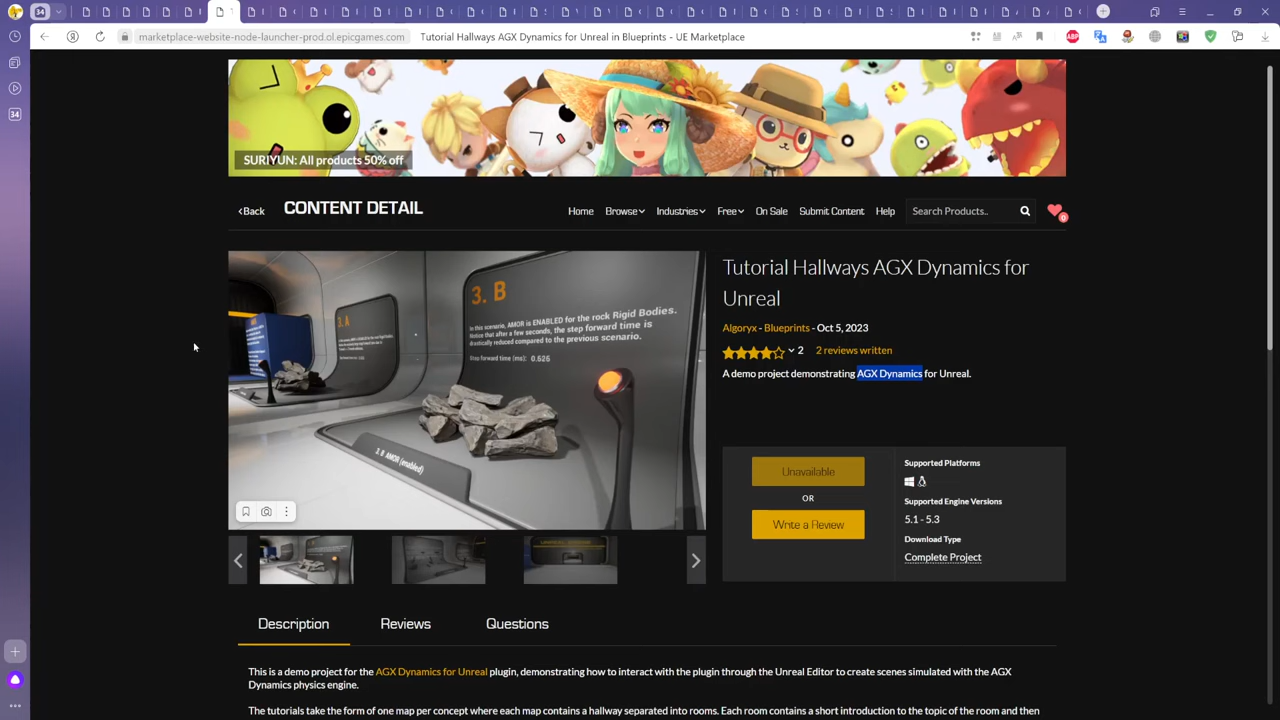 34
marketplace-website-node-launcher-prod.ol.epicgames.com
Tutorial Hallways AGX Dynamics for Unreal in Blueprints - UE Marketplace
ABP
34
SURIYUN: All products 50% off
Back
CONTENT DETAIL
Home
Browse
Industries
Free
On Sale
Submit Content
Help
Search Products..
0
Tutorial Hallways AGX Dynamics for
Unreal
Algoryx - Blueprints - Oct 5, 2023
2
2 reviews written
A demo project demonstrating AGX Dynamics for Unreal.
3. B
In this scenario, AMOR is ENABLED for the rock Rigid Bodies.
Notice that after a few seconds, the step forward time is
drastically reduced compared to the previous scenario.
Step forward time (ms): 0.626
3. A
3. B AMOR (enabled)
Unavailable
OR
Write a Review
Supported Platforms
Supported Engine Versions
5.1 - 5.3
Download Type
Complete Project
Description
Reviews
Questions
This is a demo project for the AGX Dynamics for Unreal plugin, demonstrating how to interact with the plugin through the Unreal Editor to create scenes simulated with the AGX
Dynamics physics engine.
The tutorials take the form of one map per concept where each map contains a hallway separated into rooms. Each room contains a short introduction to the topic of the room and then